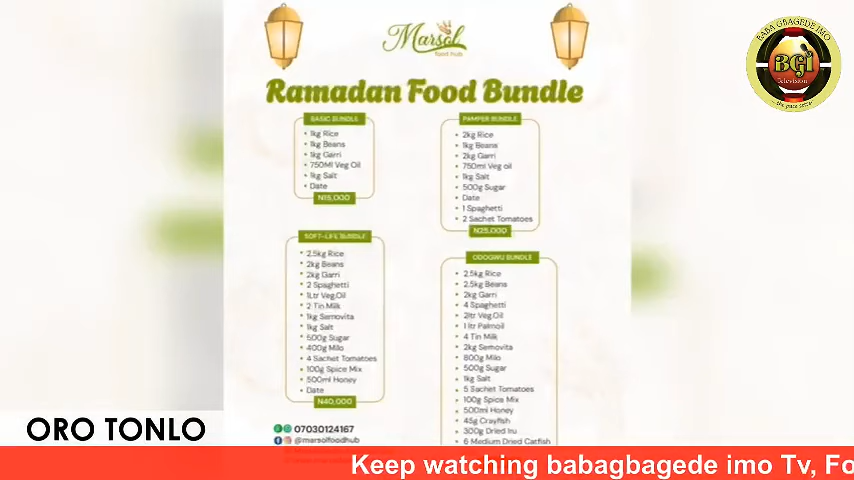 Marsol
food hub
BABA GBAGEDE IMO
BGI
Television
Ramadan Food Bundle
BASIC BUNDLE
• 1kg Rice
• 1kg Beans
• 1kg Garri
• 750Ml Veg Oil
• 1kg Salt
• Date
N15,000
PAMPER BUNDLE
• 2kg Rice
• 1kg Beans
• 2kg Garri
• 750ml Veg oil
• 1kg Salt
• 500g Sugar
• Date
• 1 Spaghetti
• 2 Sachet Tomatoes
N25,000
SOFT-LIFE BUNDLE
• 2.5kg Rice
• 2kg Beans
• 2kg Garri
• 2 Spaghetti
• 1Ltr Veg.Oil
• 2 Tin Milk
• 1kg Semovita
• 1kg Salt
• 500g Sugar
• 400g Milo
• 4 Sachet Tomatoes
• 100g Spice Mix
• 500ml Honey
• Date
N40,000
ODOGWU BUNDLE
• 2.5kg Rice
• 2.5kg Beans
• 2kg Garri
• 4 Spaghetti
• 2ltr Veg.Oil
• 1 ltr Palmoil
• 4 Tin Milk
• 2kg Semovita
• 800g Milo
• 500g Sugar
• 1kg Salt
• 5 Sachet Tomatoes
• 100g Spice Mix
• 500ml Honey
• 45g Crayfish
• 300g Dried Iru
• 6 Medium Dried Catfish
07030124167
@marsolfoodhub
ORO TONLO
Keep watching babagbagede imo Tv, Fo